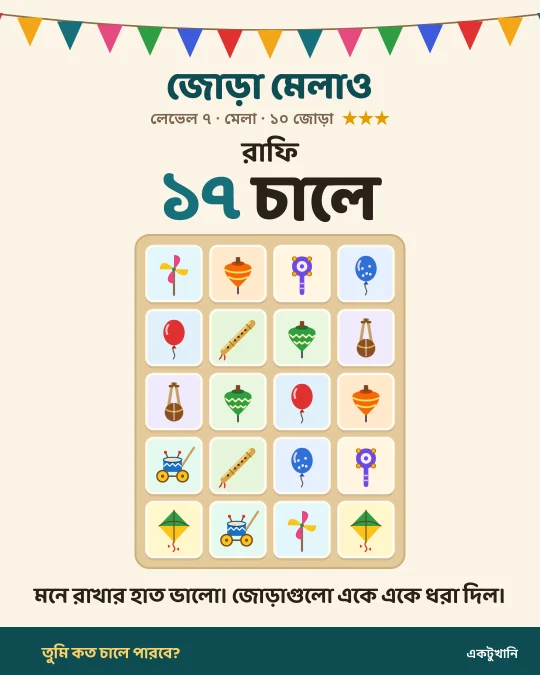 জোড়া মেলাও
লেভেল ৭ · মেলা · ১০ জোড়া ★★★
রাফি
১৭ চালে
মনে রাখার হাত ভালো। জোড়াগুলো একে একে ধরা দিল।
তুমি কত চালে পারবে?
একটুখানি